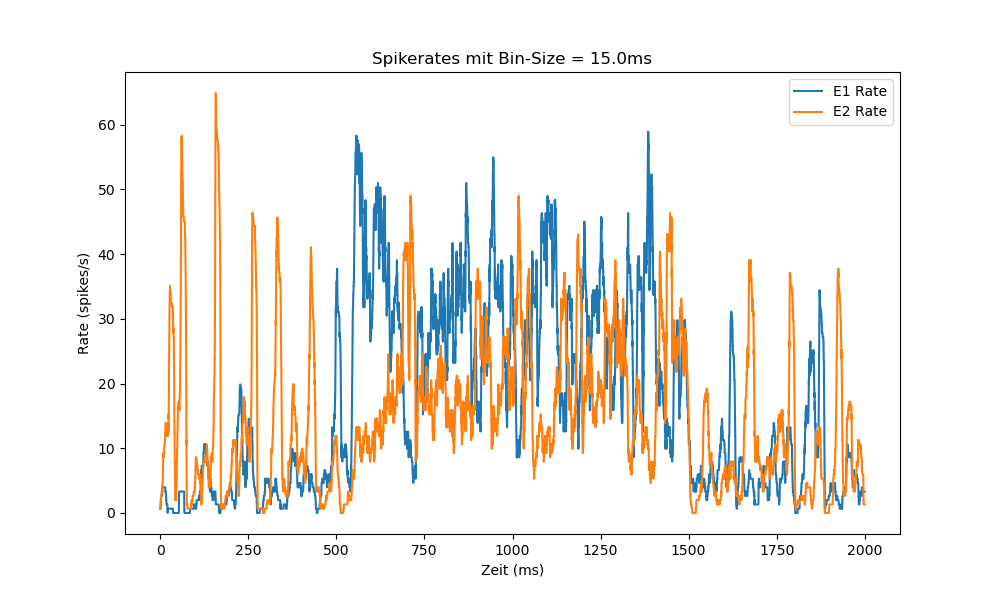 Spikerates mit Bin-Size = 15.0ms
E1 Rate
E2 Rate
60
50
40
30
20
10
0
Rate (spikes/s)
0 250 500 750 1000 1250 1500 1750 2000
Zeit (ms)